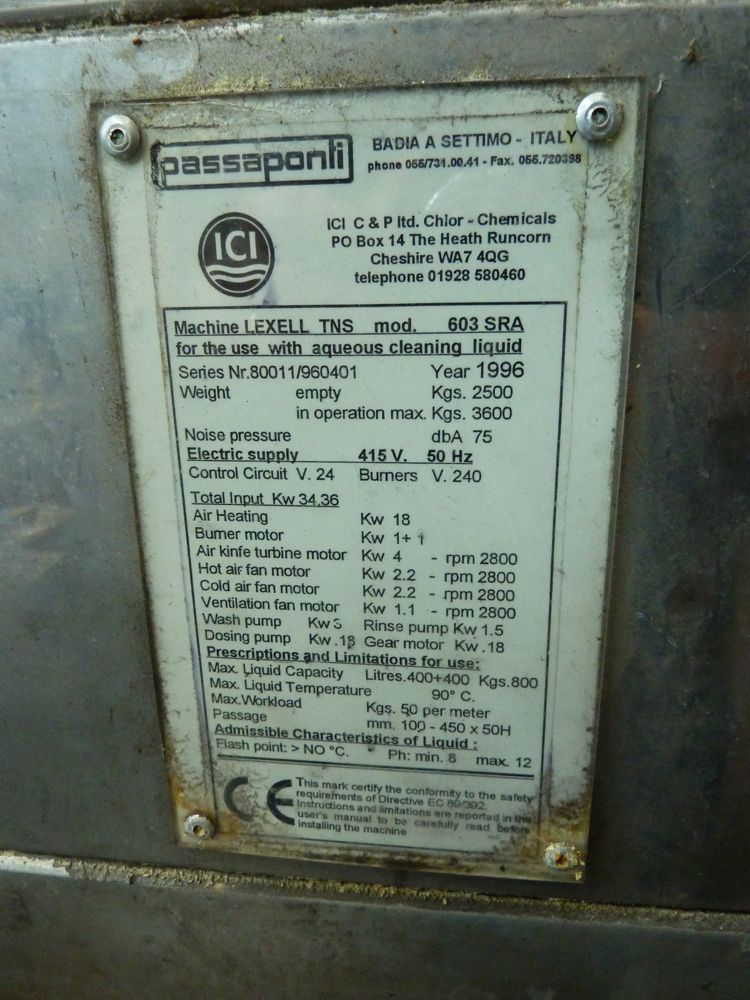 passaponti
BADIA A SETTIMO - ITALY
phone 055/731.00.41 - Fax. 055.720398
ICI
ICI C & P ltd. Chlor - Chemicals
PO Box 14 The Heath Runcorn
Cheshire WA7 4QG
telephone 01928 580460
Machine LEXELL TNS mod. 603 SRA
for the use with aqueous cleaning liquid
Series Nr.80011/960401 Year 1996
Weight empty Kgs. 2500
in operation max. Kgs. 3600
Noise pressure dbA 75
Electric supply 415 V. 50 Hz
Control Circuit V. 24 Burners V. 240
Total Input Kw 34,36
Air Heating Kw 18
Burner motor Kw 1+ 1
Air kinfe turbine motor Kw 4 - rpm 2800
Hot air fan motor Kw 2.2 - rpm 2800
Cold air fan motor Kw 2.2 - rpm 2800
Ventilation fan motor Kw 1.1 - rpm 2800
Wash pump Kw 3 Rinse pump Kw 1.5
Dosing pump Kw .18 Gear motor Kw .18
Prescriptions and Limitations for use:
Max. Liquid Capacity Litres.400+400 Kgs.800
Max. Liquid Temperature 90° C.
Max.Workload Kgs. 50 per meter
Passage mm. 100 - 450 x 50H
Admissible Characteristics of Liquid :
Flash point: > NO °C. Ph: min. 8 max. 12
CE
This mark certify the conformity to the safety
requirements of Directive EC 89/392.
Instructions and limitations are reported in the
user's manual to be carefully read before
installing the machine